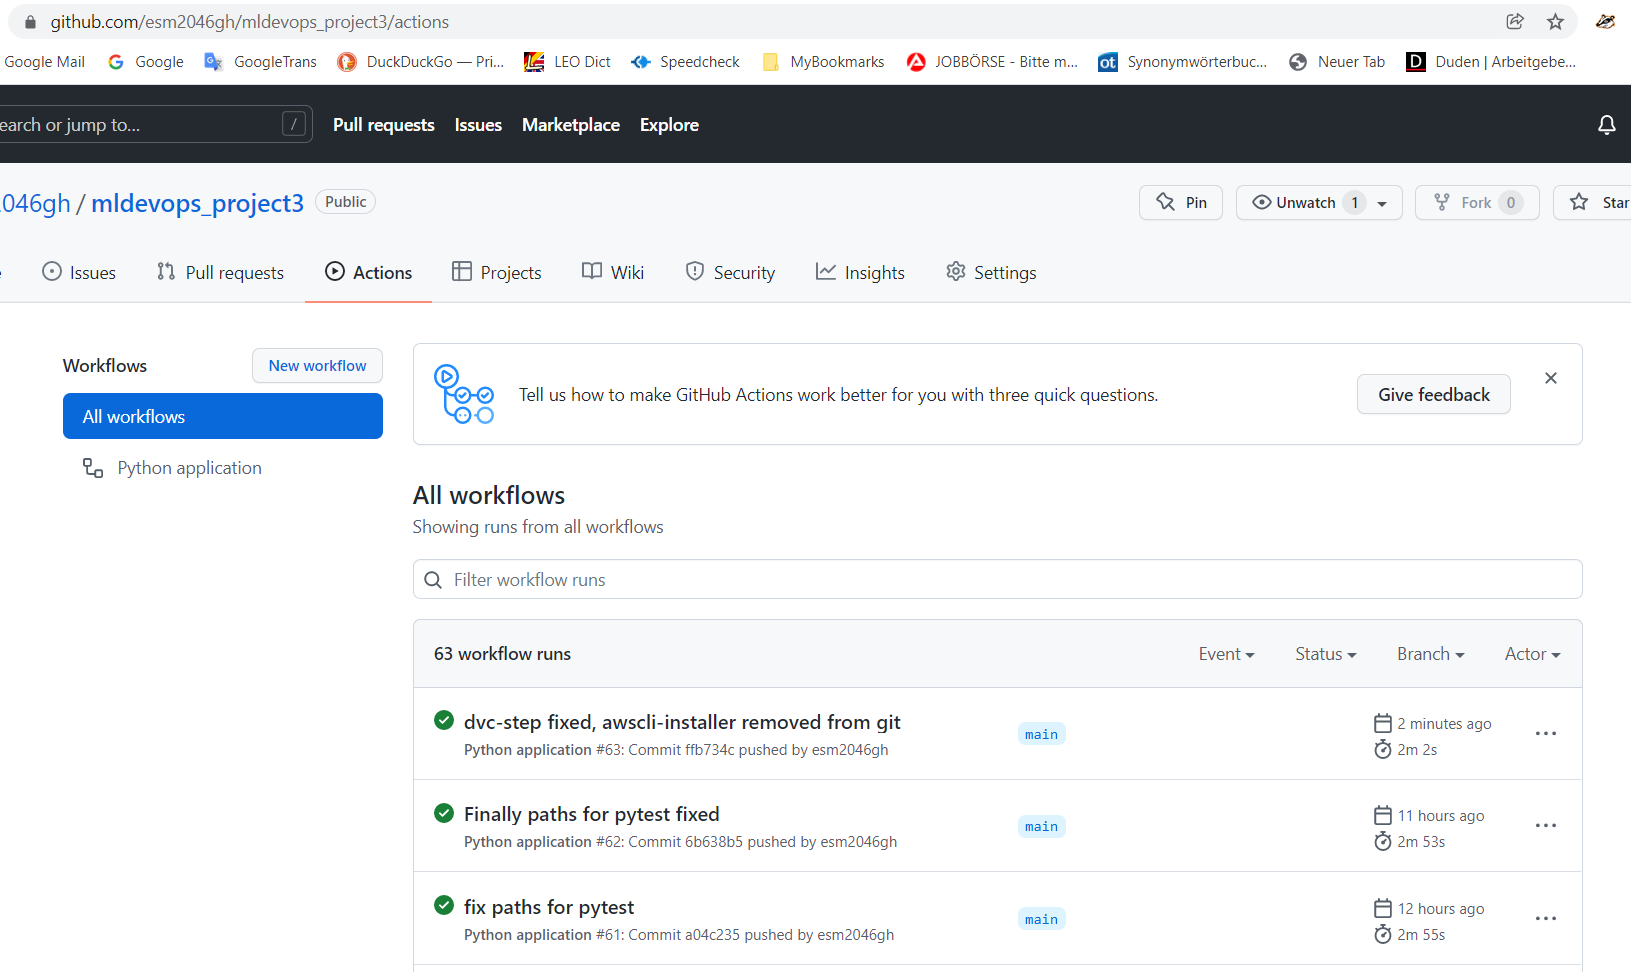 github.com/esm2046gh/mldevops_project3/actions
Google Mail Google GoogleTrans DuckDuckGo — Pri... LEO Dict Speedcheck MyBookmarks JOBBÖRSE - Bitte m... Synonymwörterbuc... Neuer Tab Duden | Arbeitgebe...
earch or jump to... / Pull requests Issues Marketplace Explore
2046gh / mldevops_project3 Public Pin Unwatch 1 Fork 0 Star
Issues Pull requests Actions Projects Wiki Security Insights Settings
Workflows New workflow
All workflows
Python application
Tell us how to make GitHub Actions work better for you with three quick questions. Give feedback
All workflows
Showing runs from all workflows
Filter workflow runs
63 workflow runs Event Status Branch Actor
dvc-step fixed, awscli-installer removed from git
Python application #63: Commit ffb734c pushed by esm2046gh
main
2 minutes ago
2m 2s
Finally paths for pytest fixed
Python application #62: Commit 6b638b5 pushed by esm2046gh
main
11 hours ago
2m 53s
fix paths for pytest
Python application #61: Commit a04c235 pushed by esm2046gh
main
12 hours ago
2m 55s